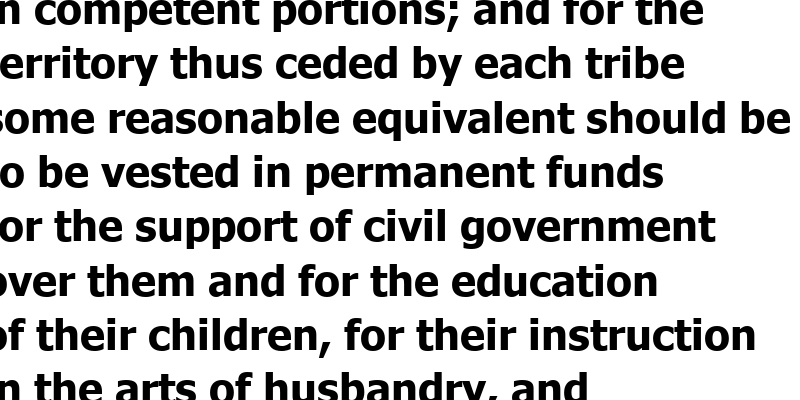 n competent portions; and for the
erritory thus ceded by each tribe
some reasonable equivalent should be
o be vested in permanent funds
or the support of civil government
over them and for the education
of their children, for their instruction
n the arts of husbandry, and